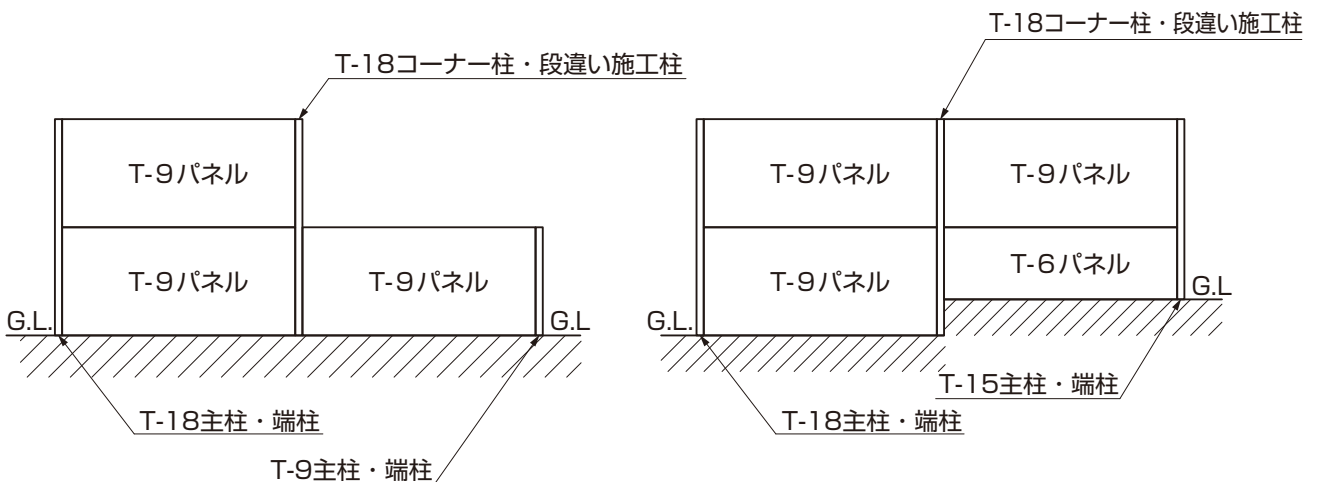 T-18コーナー柱・段違い施工柱
T-9パネル
T-9パネル
T-9パネル
G.L.
G.L
T-18主柱・端柱
T-9主柱・端柱
T-18コーナー柱・段違い施工柱
T-9パネル
T-9パネル
T-9パネル
T-6パネル
G.L.
G.L
T-15主柱・端柱
T-18主柱・端柱